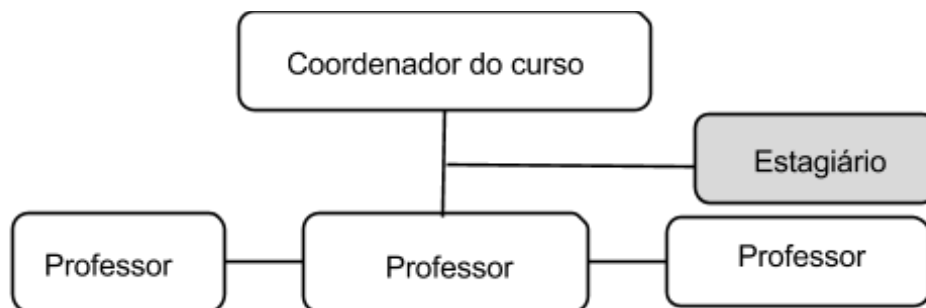 Coordenador do curso
Estagiário
Professor
Professor
Professor